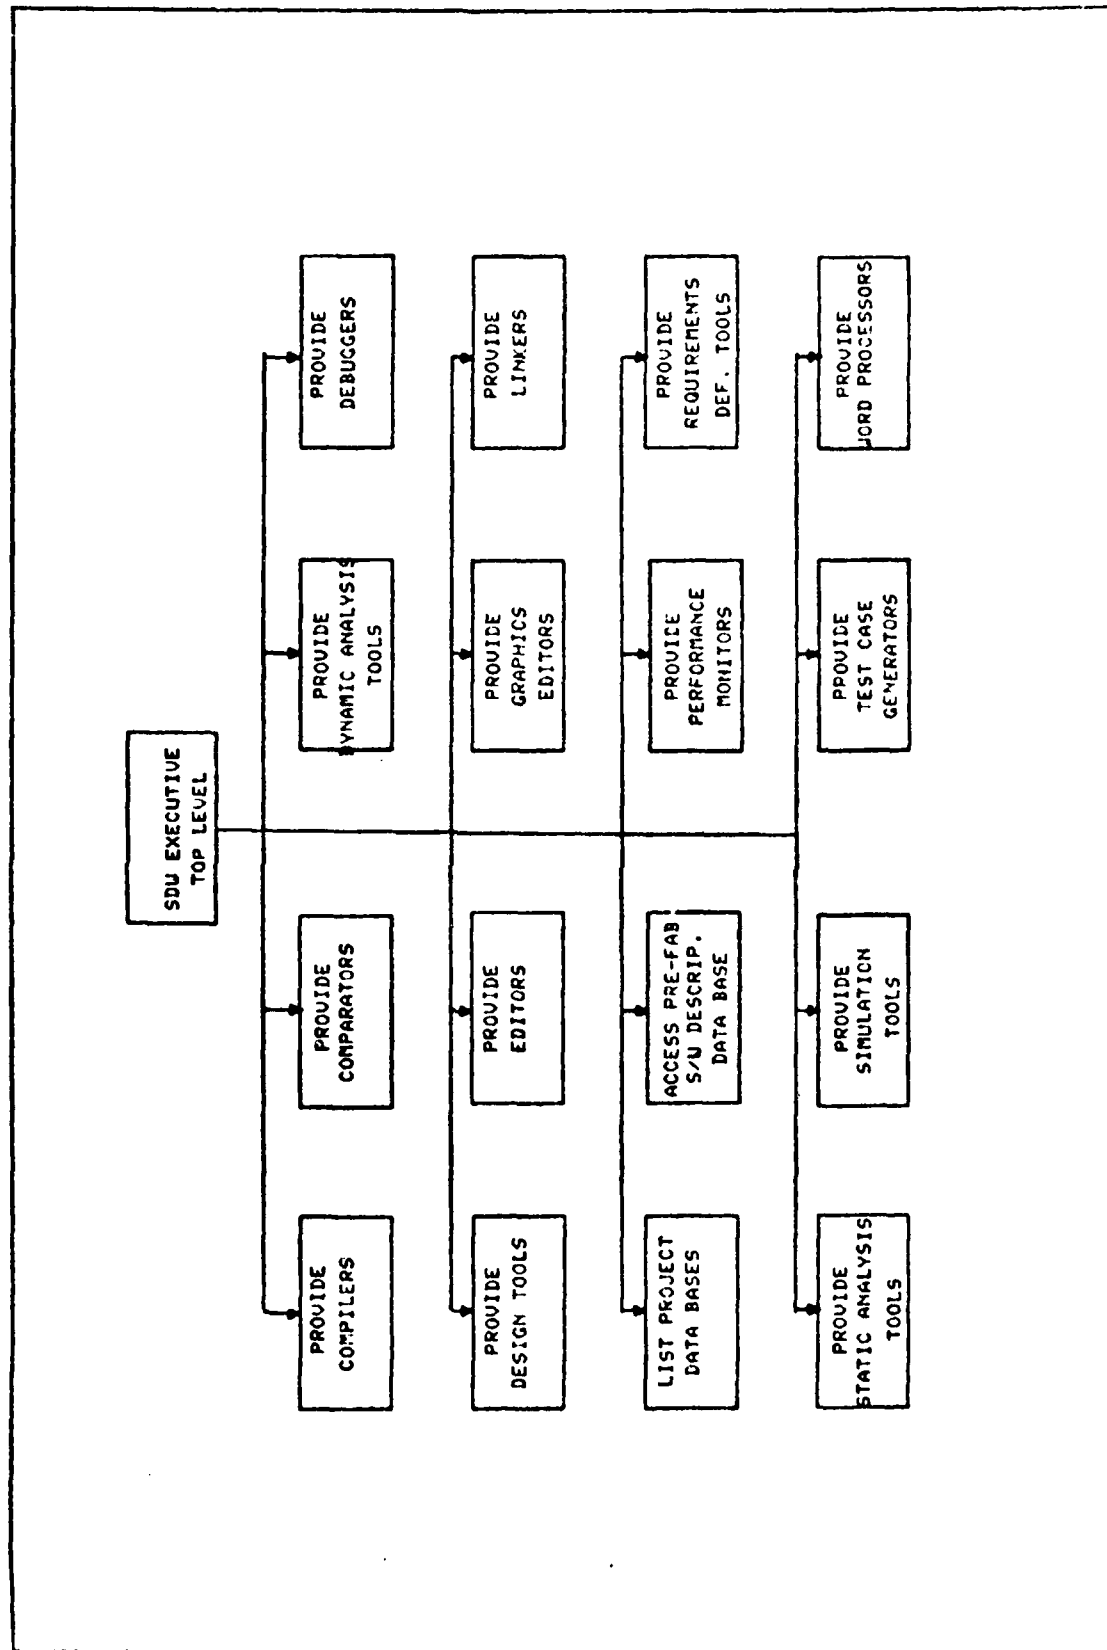 SDW EXECUTIVE
TOP LEVEL
PROVIDE
COMPILERS
PROVIDE
COMPARATORS
PROVIDE
DYNAMIC ANALYSIS
TOOLS
PROVIDE
DEBUGGERS
PROVIDE
DESIGN TOOLS
PROVIDE
EDITORS
PROVIDE
GRAPHICS
EDITORS
PROVIDE
LINKERS
LIST PROJECT
DATA BASES
ACCESS PRE-FAB
S/W DESCRIP.
DATA BASE
PROVIDE
PERFORMANCE
MONITORS
PROVIDE
REQUIREMENTS
DEF. TOOLS
PROVIDE
STATIC ANALYSIS
TOOLS
PROVIDE
SIMULATION
TOOLS
PROVIDE
TEST CASE
GENERATORS
PROVIDE
WORD PROCESSORS